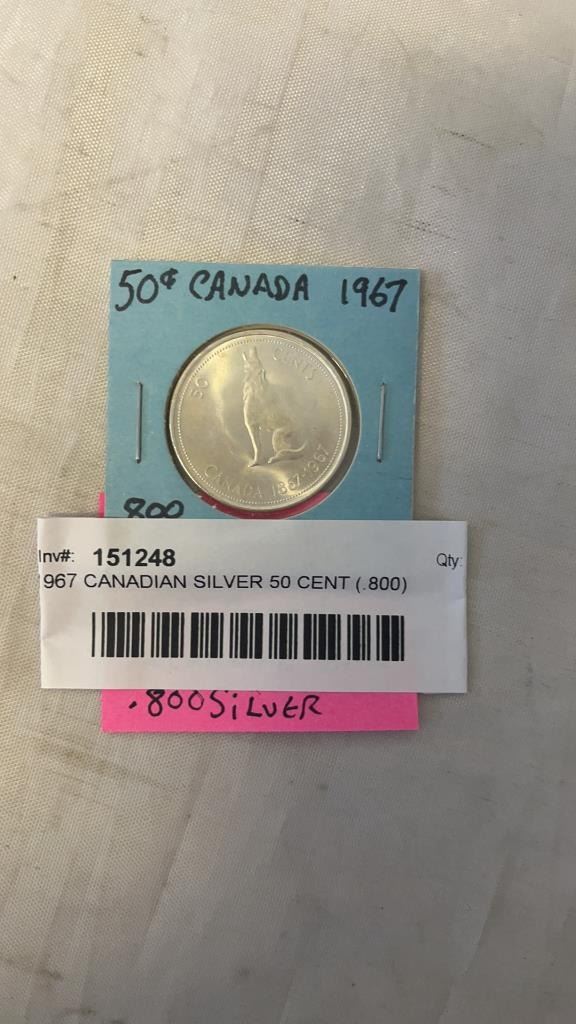 50¢ CANADA 1967
50 CENTS
CANADA 1867-1967
800
Inv#: 151248 Qty:
967 CANADIAN SILVER 50 CENT (.800)
.800 SiLVER